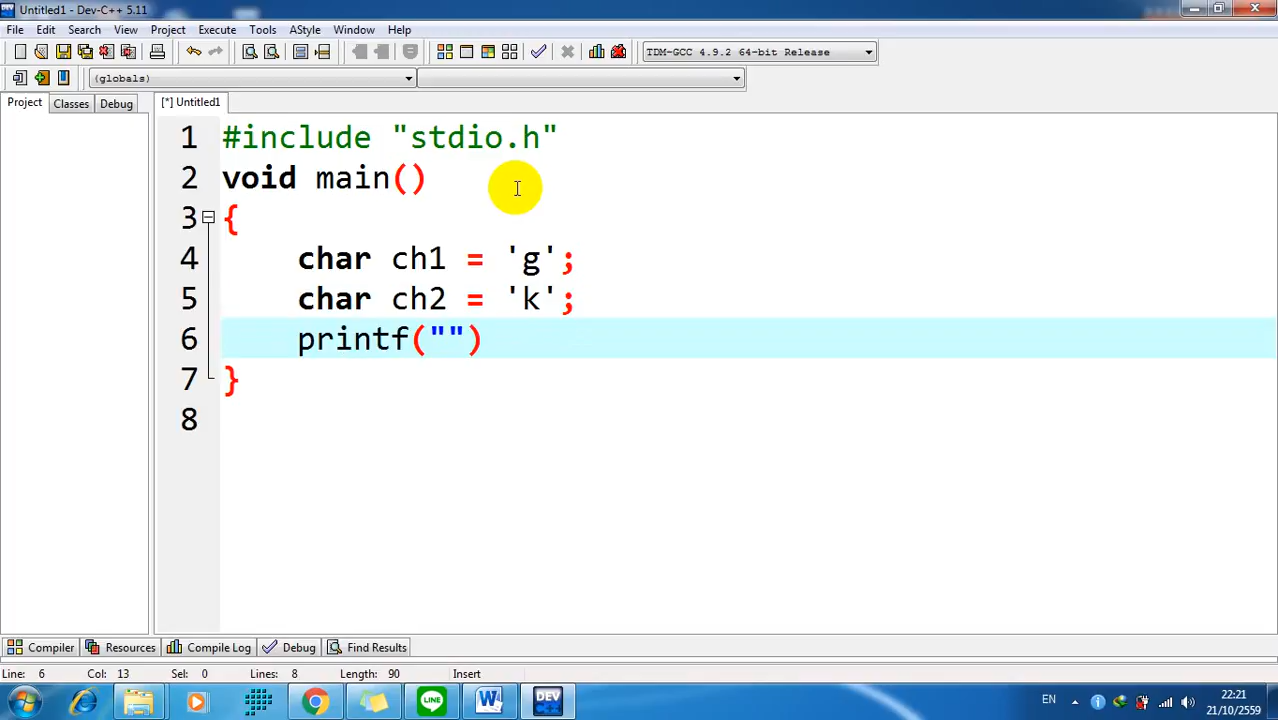 Untitled1 - Dev-C++ 5.11
File Edit Search View Project Execute Tools AStyle Window Help
TDM-GCC 4.9.2 64-bit Release
(globals)
Project Classes Debug [*] Untitled1
1 #include "stdio.h"
2 void main()
3 {
4 char ch1 = 'g';
5 char ch2 = 'k';
6 printf("")
7 }
8
Compiler Resources Compile Log Debug Find Results
Line: 6 Col: 13 Sel: 0 Lines: 8 Length: 90 Insert
LINE W DEV C++ EN 22:21
21/10/2559